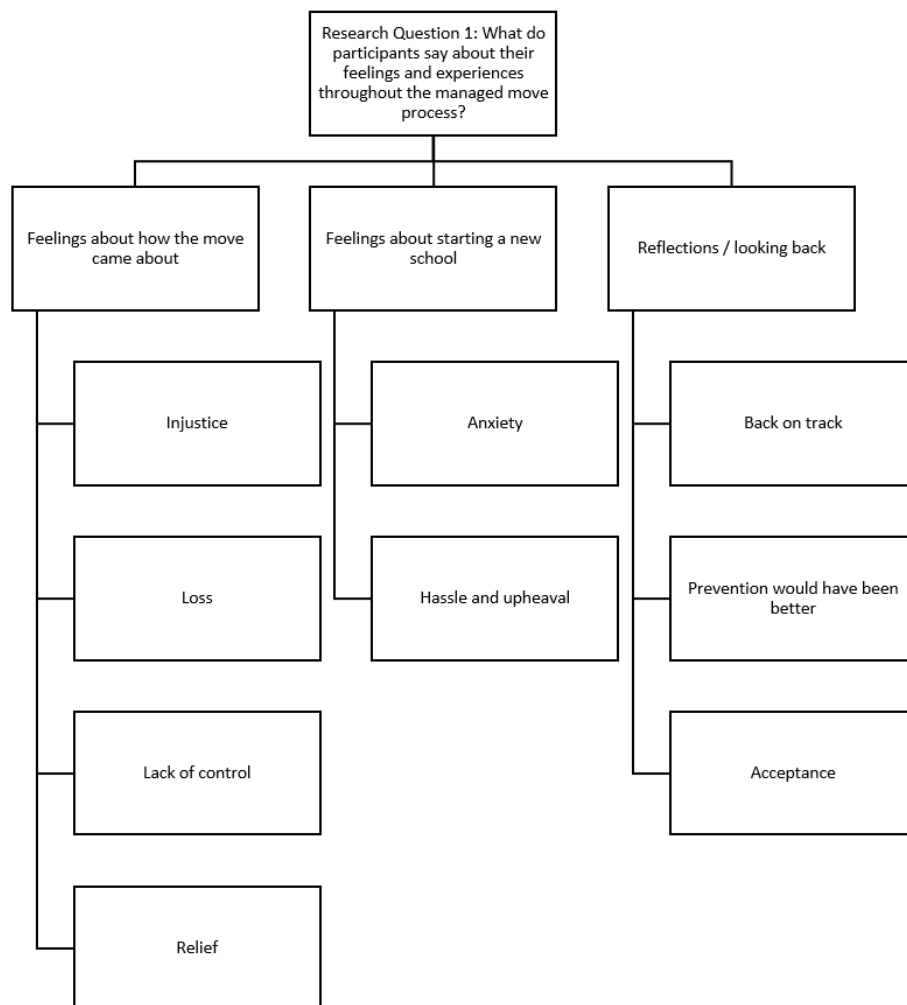 Research Question 1: What do
participants say about their
feelings and experiences
throughout the managed move
process?
Feelings about how the move
came about
Feelings about starting a new
school
Reflections / looking back
Injustice
Anxiety
Back on track
Loss
Hassle and upheaval
Prevention would have been
better
Lack of control
Acceptance
Relief